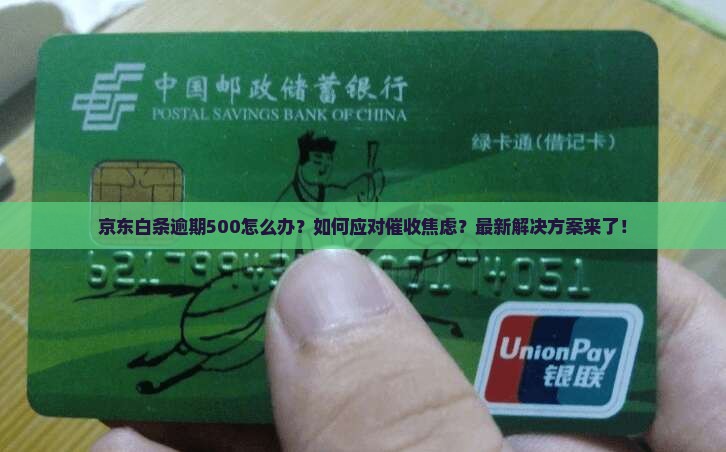 中国邮政储蓄银行
POSTAL SAVINGS BANK OF CHINA
绿卡通(借记卡)
京东白条逾期500怎么办？如何应对催收焦虑？最新解决方案来了！
UnionPay
银联